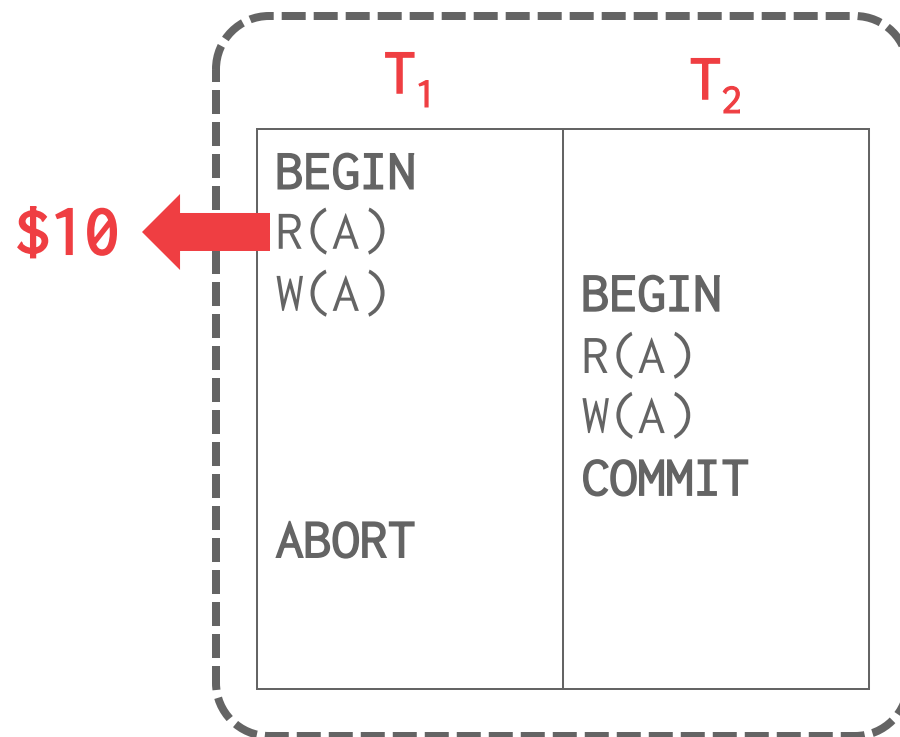 T1 T2
BEGIN
$10 R(A)
W(A) BEGIN
R(A)
W(A)
COMMIT
ABORT